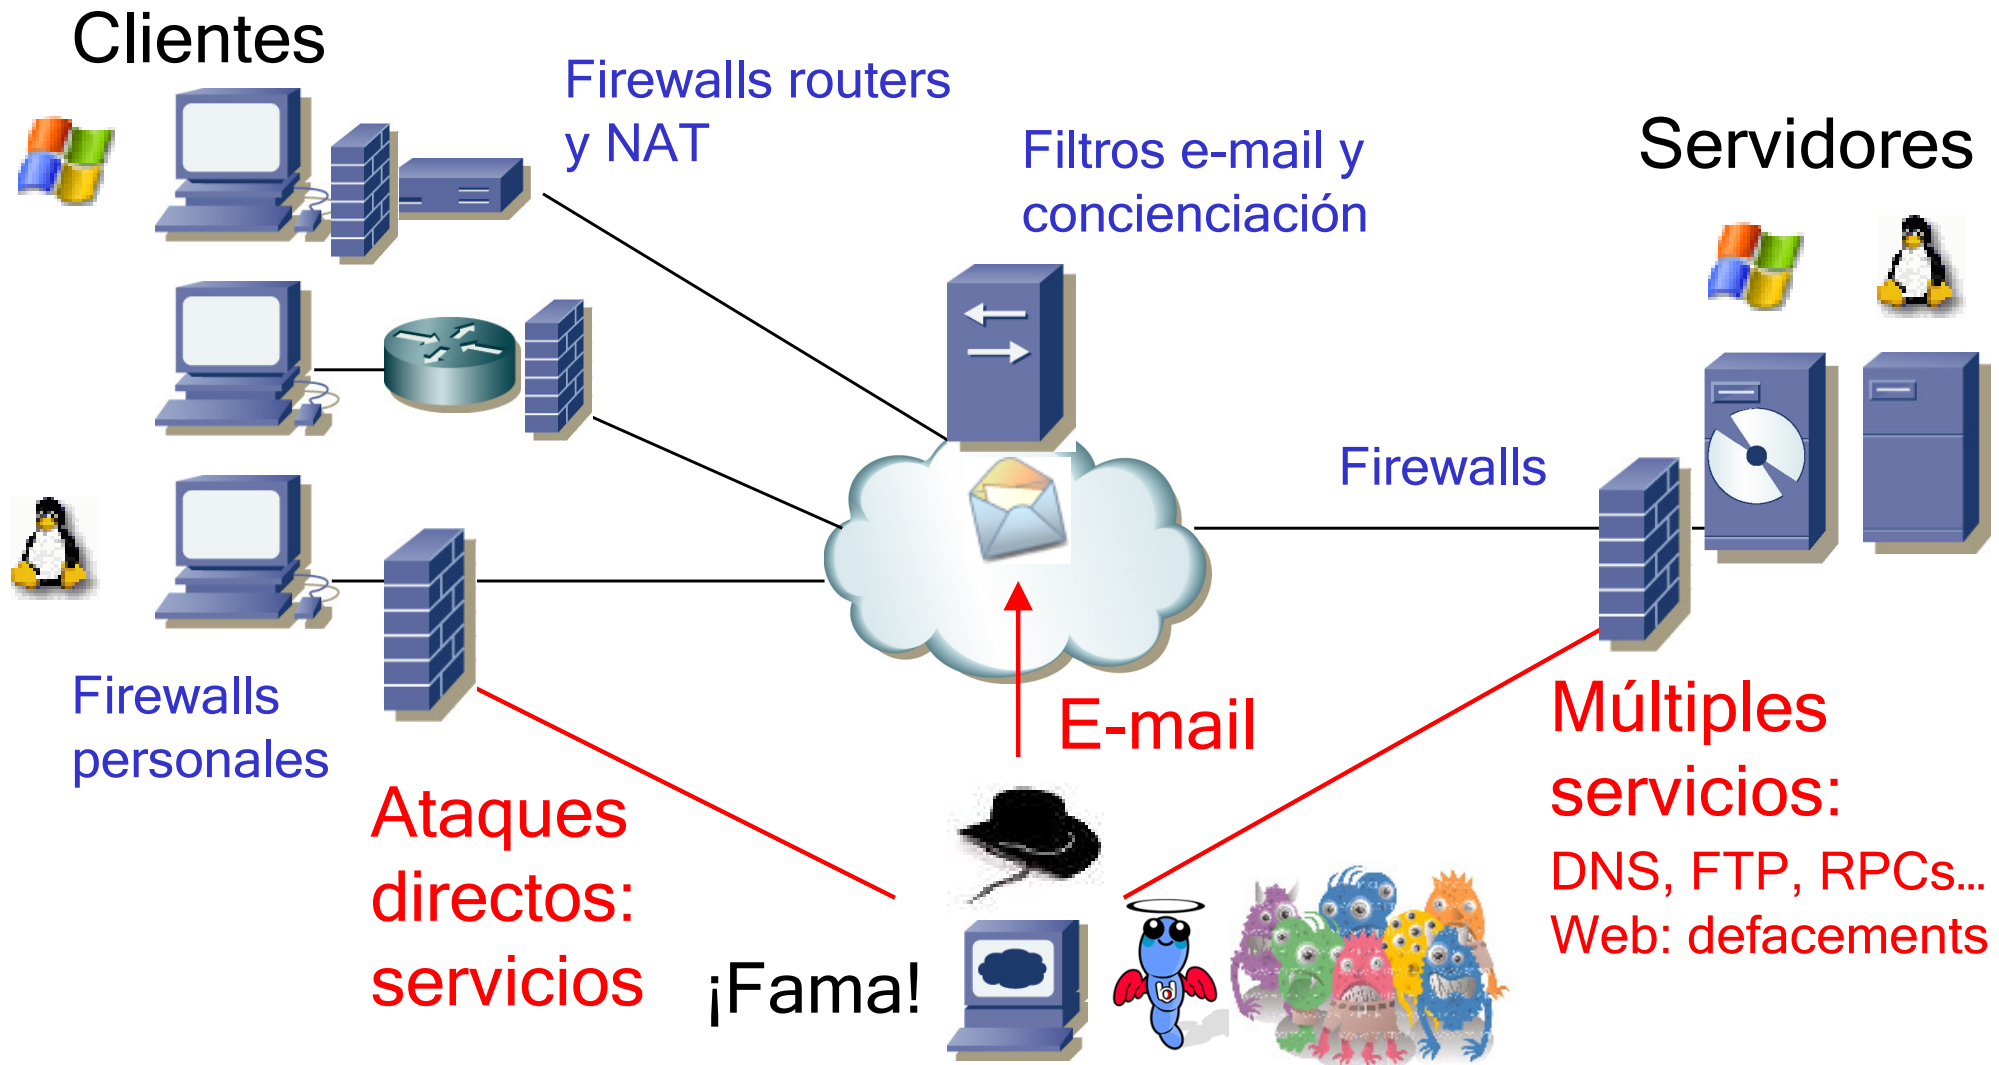 Clientes
Firewalls routers
y NAT
Filtros e-mail y
concienciación
Servidores
Firewalls
Firewalls
personales
E-mail
Múltiples
servicios:
DNS, FTP, RPCs...
Web: defacements
Ataques
directos:
servicios
¡Fama!